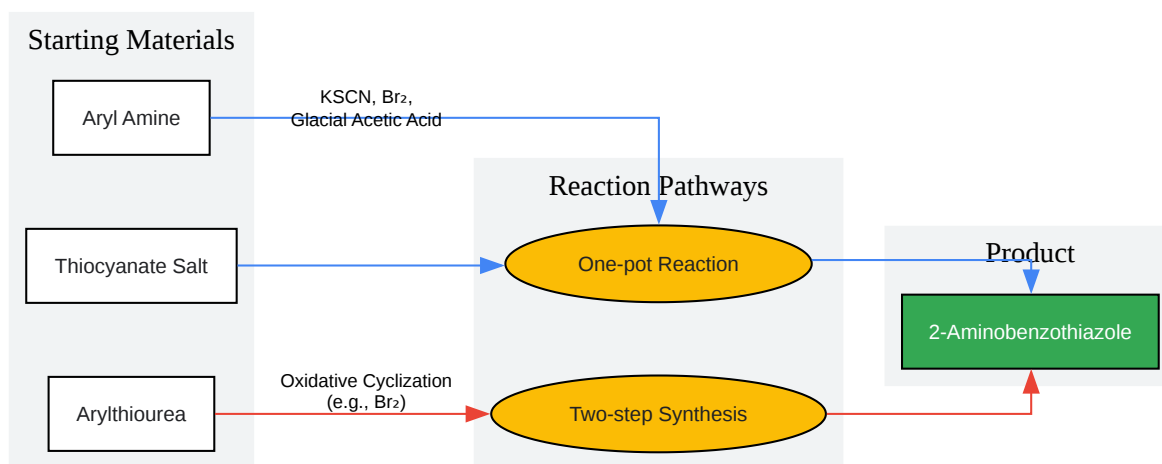 Starting Materials
Aryl Amine
KSCN, Br₂,
Glacial Acetic Acid
Reaction Pathways
Thiocyanate Salt
One-pot Reaction
Product
2-Aminobenzothiazole
Arylthiourea
Oxidative Cyclization
(e.g., Br₂)
Two-step Synthesis